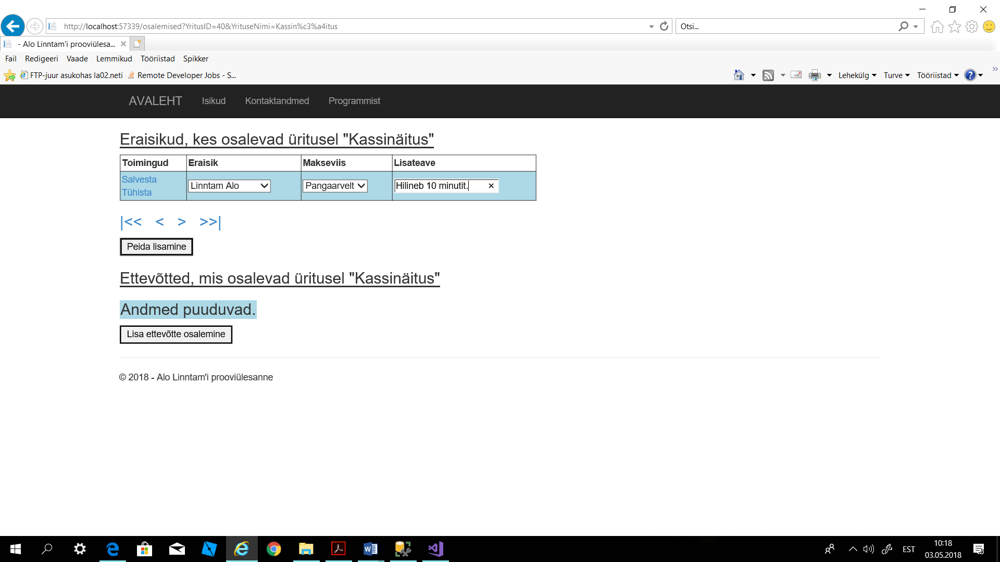 http://localhost:57339/osalemised?YritusID=40&YrituseNimi=Kassin%c3%a4itus
Otsi...
- Alo Linntam'i prooviülesa...
Fail Redigeeri Vaade Lemmikud Tööriistad Spikker
FTP-juur asukohas la02.neti Remote Developer Jobs - S...
Lehekülg Turve Tööriistad
AVALEHT Isikud Kontaktandmed Programmist
Eraisikud, kes osalevad üritusel "Kassinäitus"
Toimingud Eraisik Makseviis Lisateave
Salvesta
Tühista
Linntam Alo Pangaarvelt Hilineb 10 minutit.
|<< < > >>|
Peida lisamine
Ettevõtted, mis osalevad üritusel "Kassinäitus"
Andmed puuduvad.
Lisa ettevõtte osalemine
© 2018 - Alo Linntam'i prooviülesanne
EST
10:18
03.05.2018